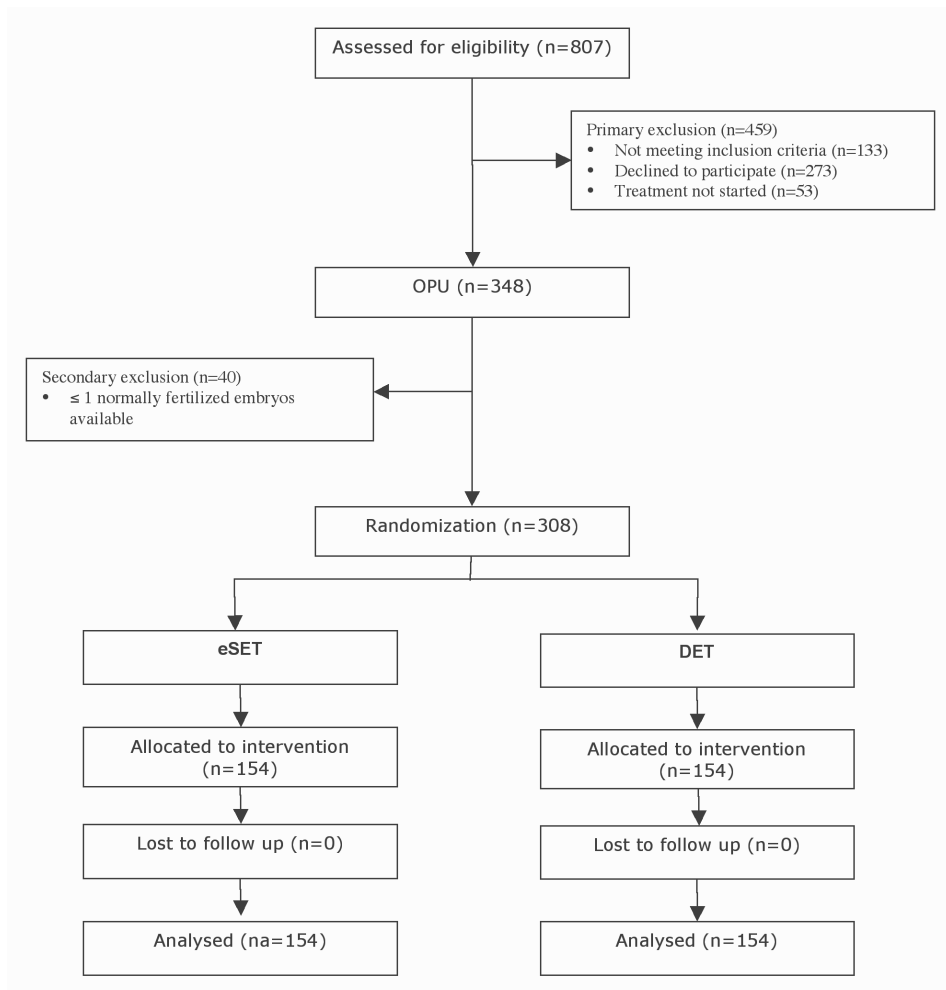 Assessed for eligibility (n=807)
Primary exclusion (n=459)
• Not meeting inclusion criteria (n=133)
• Declined to participate (n=273)
• Treatment not started (n=53)
OPU (n=348)
Secondary exclusion (n=40)
• ≤ 1 normally fertilized embryos
available
Randomization (n=308)
eSET
DET
Allocated to intervention
(n=154)
Allocated to intervention
(n=154)
Lost to follow up (n=0)
Lost to follow up (n=0)
Analysed (na=154)
Analysed (n=154)